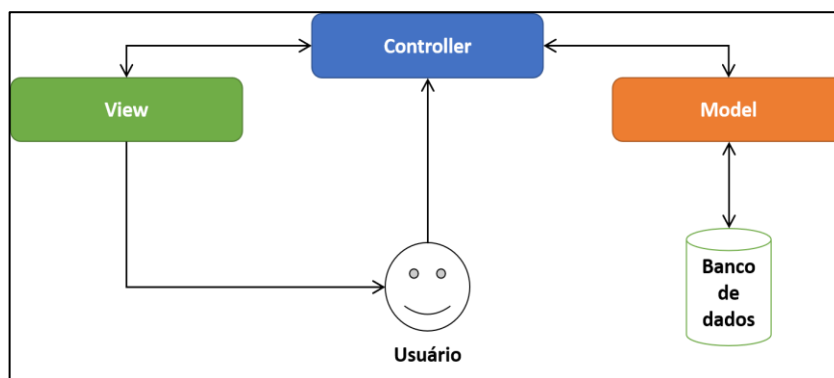 Controller
View
Model
Banco
de
dados
Usuário